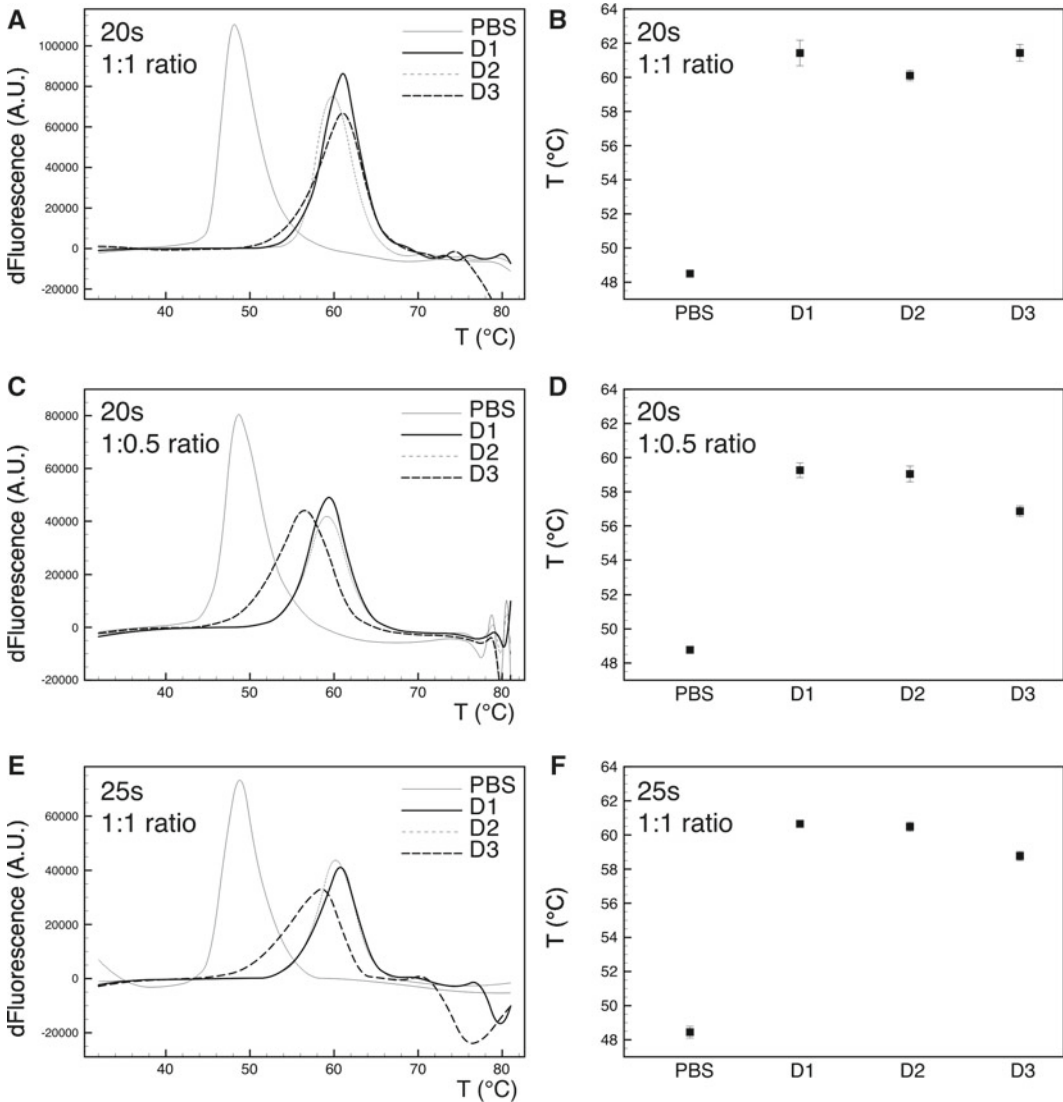 A
20s
1:1 ratio
PBS
D1
D2
D3
dFluorescence (A.U.)
100000
80000
60000
40000
20000
0
-20000
40
50
60
70
80
T (°C)
B
20s
1:1 ratio
T (°C)
64
62
60
58
56
54
52
50
48
PBS
D1
D2
D3
C
20s
1:0.5 ratio
PBS
D1
D2
D3
dFluorescence (A.U.)
80000
60000
40000
20000
0
-20000
40
50
60
70
80
T (°C)
D
20s
1:0.5 ratio
T (°C)
64
62
60
58
56
54
52
50
48
PBS
D1
D2
D3
E
25s
1:1 ratio
PBS
D1
D2
D3
dFluorescence (A.U.)
60000
40000
20000
0
-20000
40
50
60
70
80
T (°C)
F
25s
1:1 ratio
T (°C)
64
62
60
58
56
54
52
50
48
PBS
D1
D2
D3